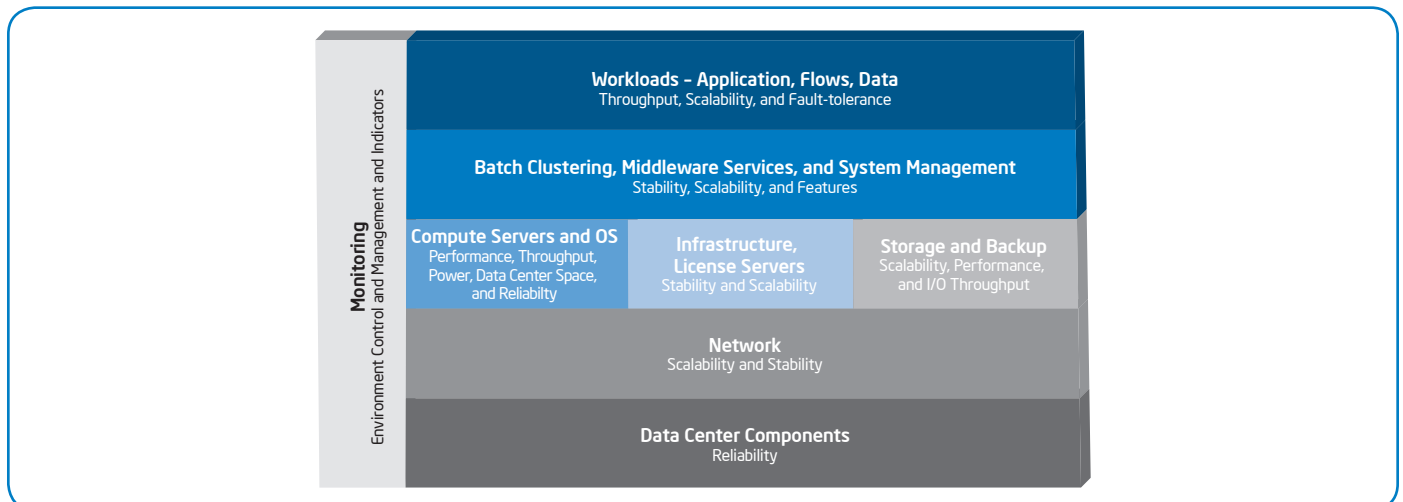 Monitoring
Environment Control and Management and Indicators
Workloads – Application, Flows, Data
Throughput, Scalability, and Fault-tolerance
Batch Clustering, Middleware Services, and System Management
Stability, Scalability, and Features
Compute Servers and OS
Performance, Throughput,
Power, Data Center Space,
and Reliabilty
Infrastructure,
License Servers
Stability and Scalability
Storage and Backup
Scalability, Performance,
and I/O Throughput
Network
Scalability and Stability
Data Center Components
Reliability